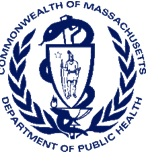 COMMONWEALTH OF MASSACHUSETTS
DEPARTMENT OF PUBLIC HEALTH